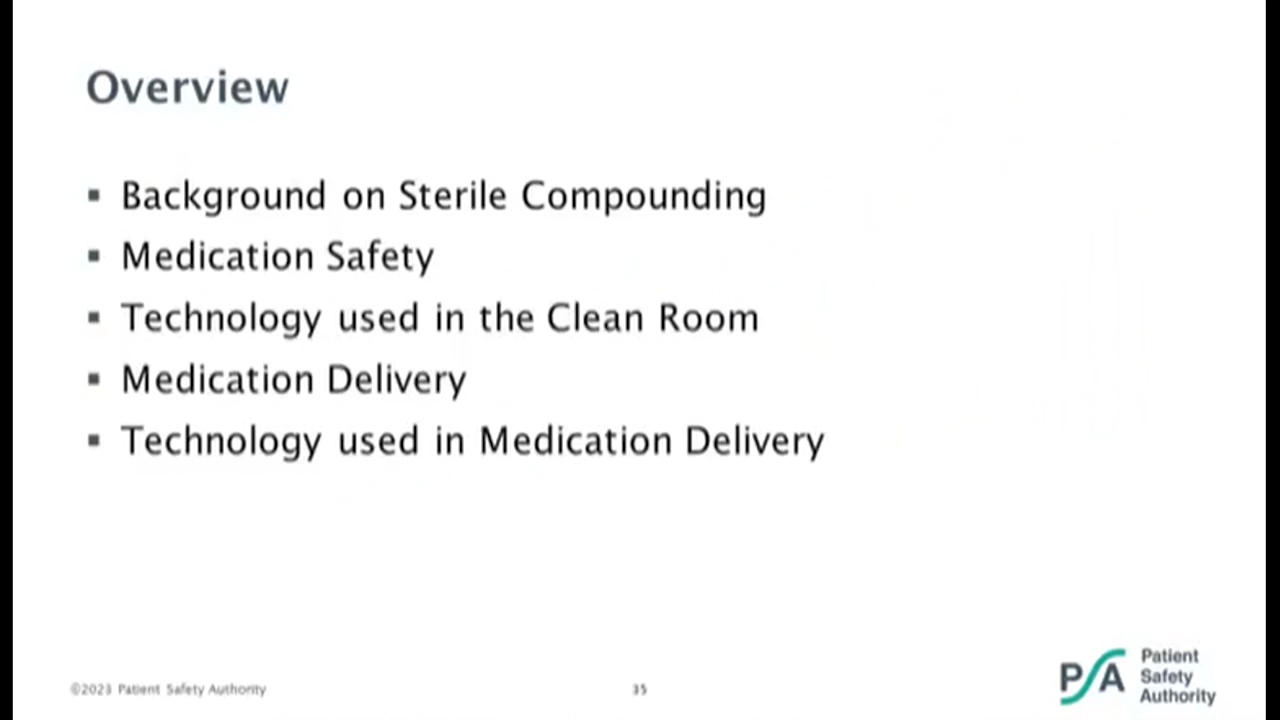 Overview
▪ Background on Sterile Compounding
▪ Medication Safety
▪ Technology used in the Clean Room
▪ Medication Delivery
▪ Technology used in Medication Delivery
©2023 Patient Safety Authority
35
PSA
Patient
Safety
Authority